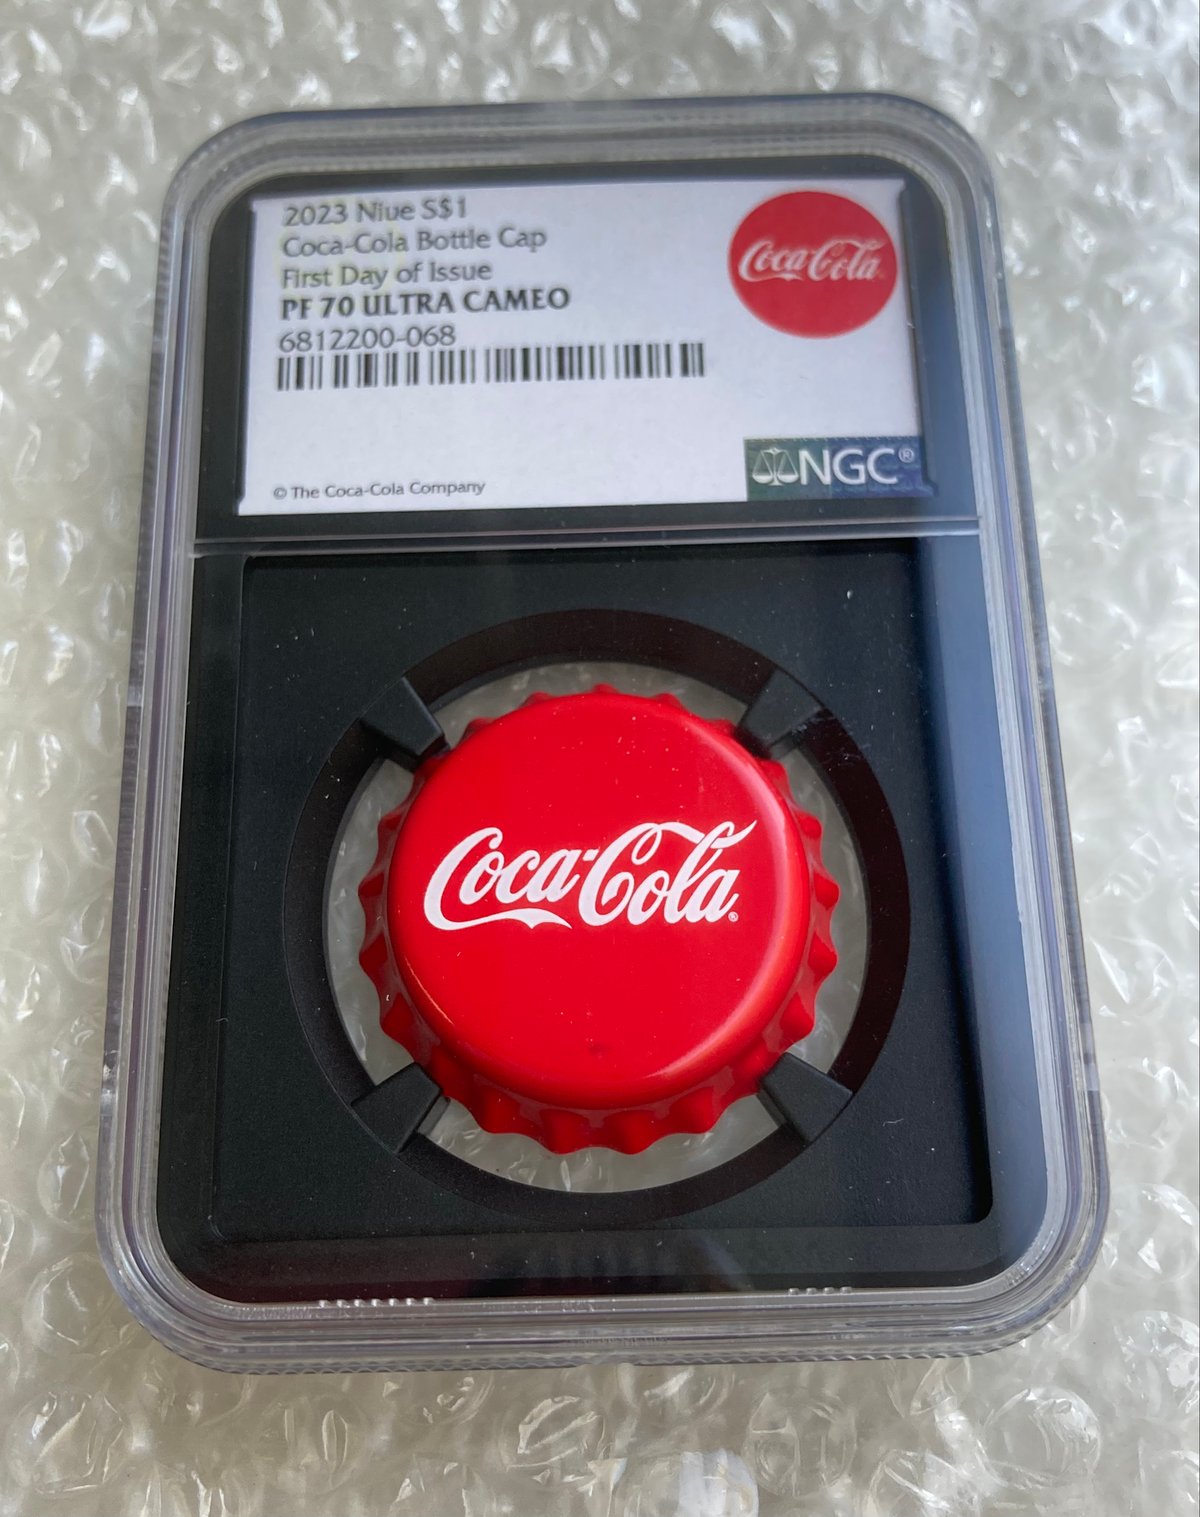 2023 Niue S$1
Coca-Cola Bottle Cap
First Day of Issue
PF 70 ULTRA CAMEO
6812200-068
Coca-Cola
© The Coca-Cola Company
NGC®
Coca-Cola®